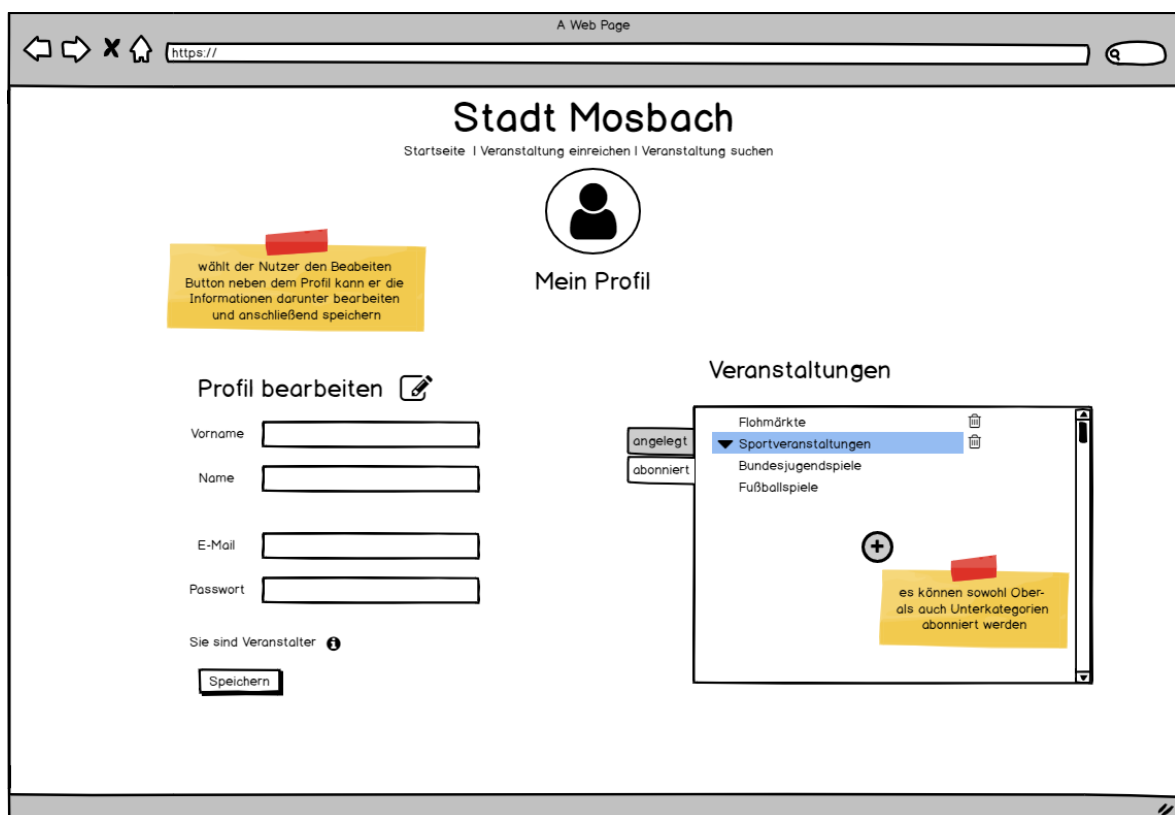 A Web Page
https://
Stadt Mosbach
Startseite | Veranstaltung einreichen | Veranstaltung suchen
Mein Profil
wählt der Nutzer den Beabeiten
Button neben dem Profil kann er die
Informationen darunter bearbeiten
und anschließend speichern
Profil bearbeiten
Vorname
Name
E-Mail
Passwort
Sie sind Veranstalter
Speichern
Veranstaltungen
angelegt
abonniert
Flohmärkte
Sportveranstaltungen
Bundesjugendspiele
Fußballspiele
es können sowohl Ober-
als auch Unterkategorien
abonniert werden